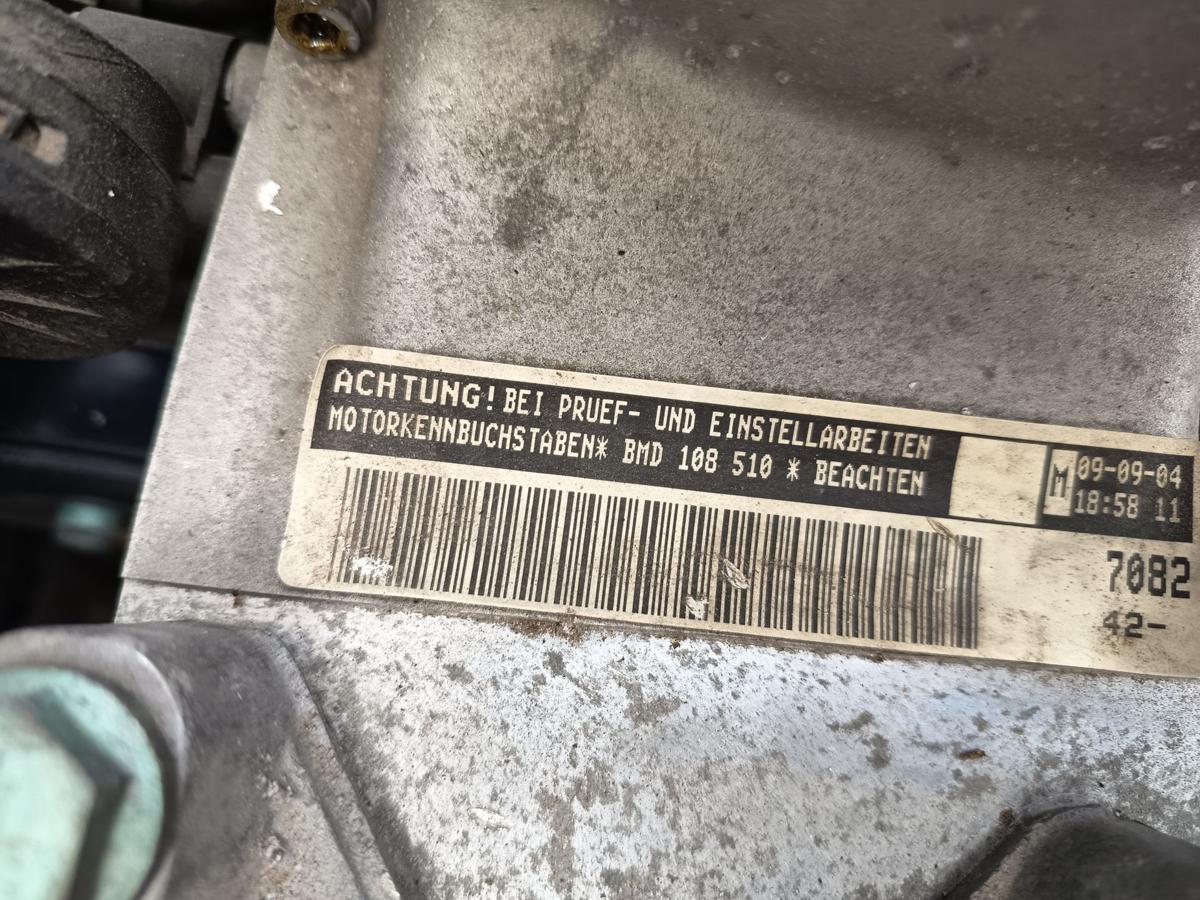 ACHTUNG! BEI PRUEF- UND EINSTELLARBEITEN
MOTORKENNBUCHSTABEN* BMD 108 510 * BEACHTEN
M
09-09-04
18:58 11
7082
42-